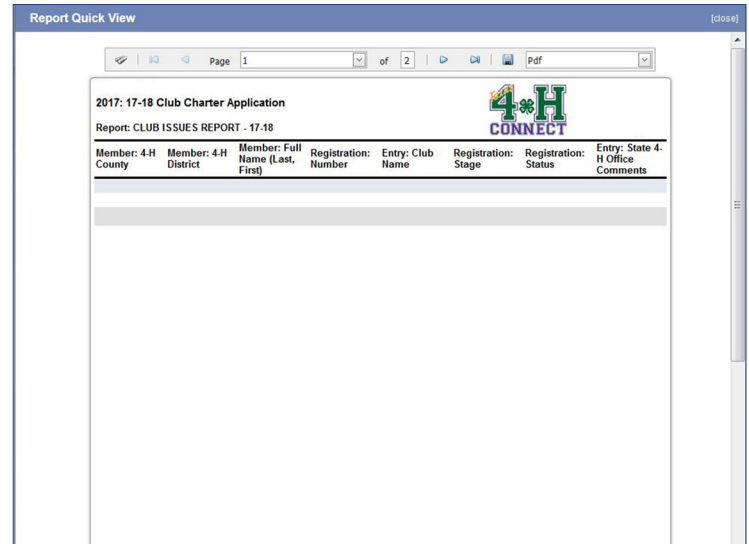 Report Quick View [close]
Page 1 of 2 Pdf
2017: 17-18 Club Charter Application
Report: CLUB ISSUES REPORT - 17-18
4-H
CONNECT
Member: 4-H County
Member: 4-H District
Member: Full Name (Last, First)
Registration: Number
Entry: Club Name
Registration: Stage
Registration: Status
Entry: State 4-H Office Comments